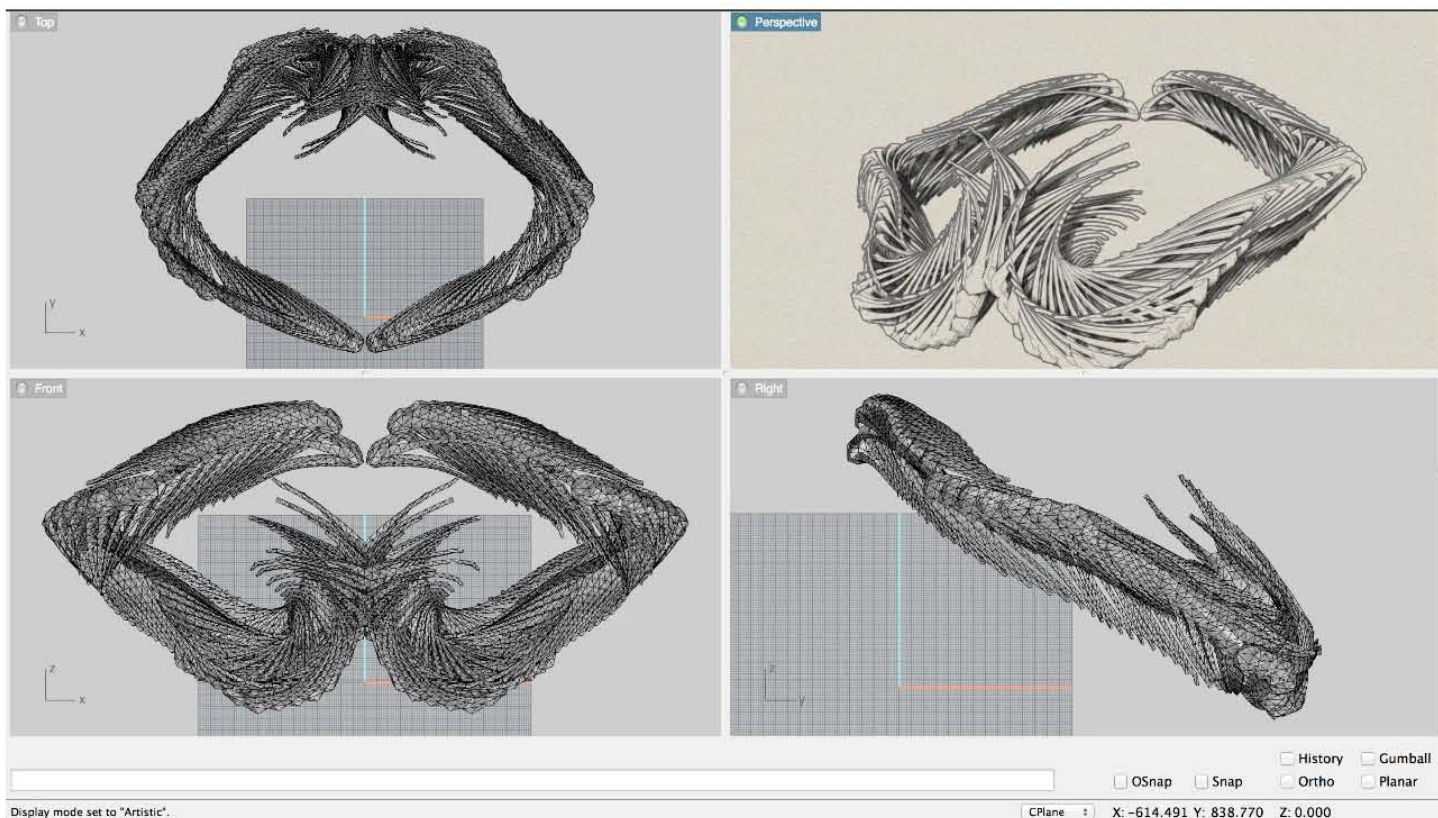 Top
Perspective
y
x
Front
Right
z
x
z
y
History Gumball
OSnap Snap Ortho Planar
Display mode set to "Artistic". CPlane X: -614.491 Y: 838.770 Z: 0.000